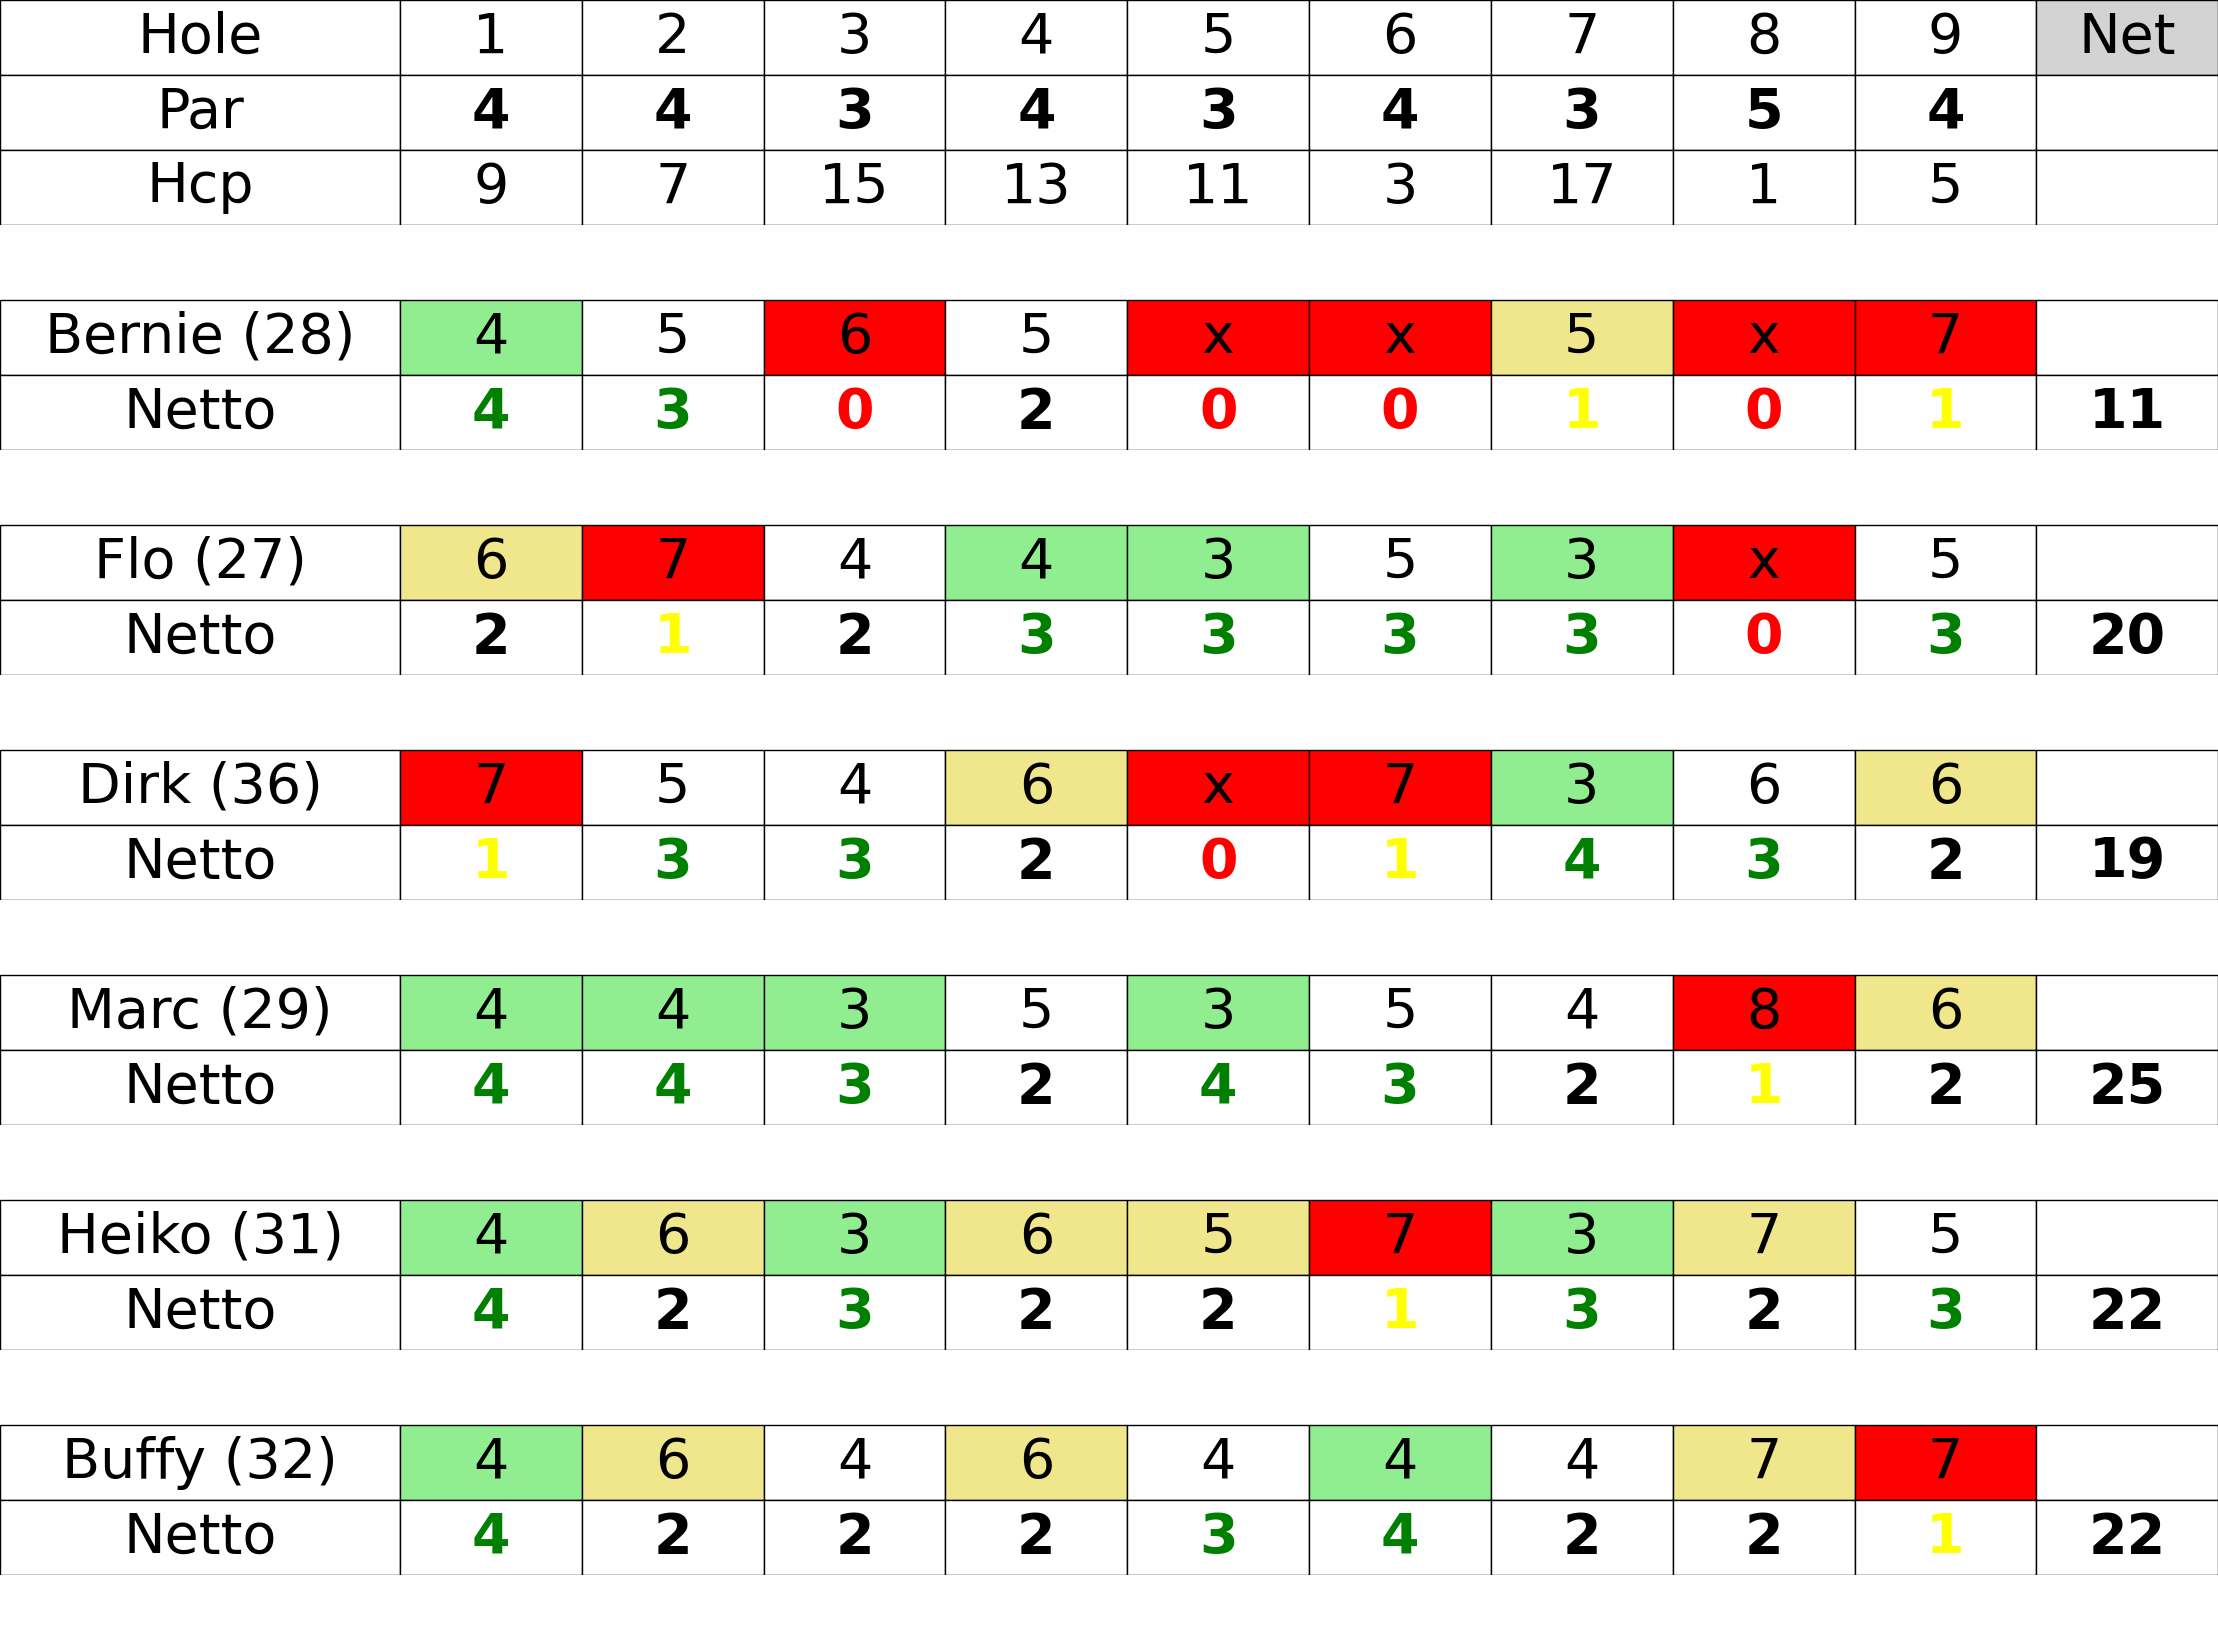 Hole 1 2 3 4 5 6 7 8 9 Net
Par 4 4 3 4 3 4 3 5 4
Hcp 9 7 15 13 11 3 17 1 5
Bernie (28) 4 5 6 5 x x 5 x 7
Netto 4 3 0 2 0 0 1 0 1 11
Flo (27) 6 7 4 4 3 5 3 x 5
Netto 2 1 2 3 3 3 3 0 3 20
Dirk (36) 7 5 4 6 x 7 3 6 6
Netto 1 3 3 2 0 1 4 3 2 19
Marc (29) 4 4 3 5 3 5 4 8 6
Netto 4 4 3 2 4 3 2 1 2 25
Heiko (31) 4 6 3 6 5 7 3 7 5
Netto 4 2 3 2 2 1 3 2 3 22
Buffy (32) 4 6 4 6 4 4 4 7 7
Netto 4 2 2 2 3 4 2 2 1 22